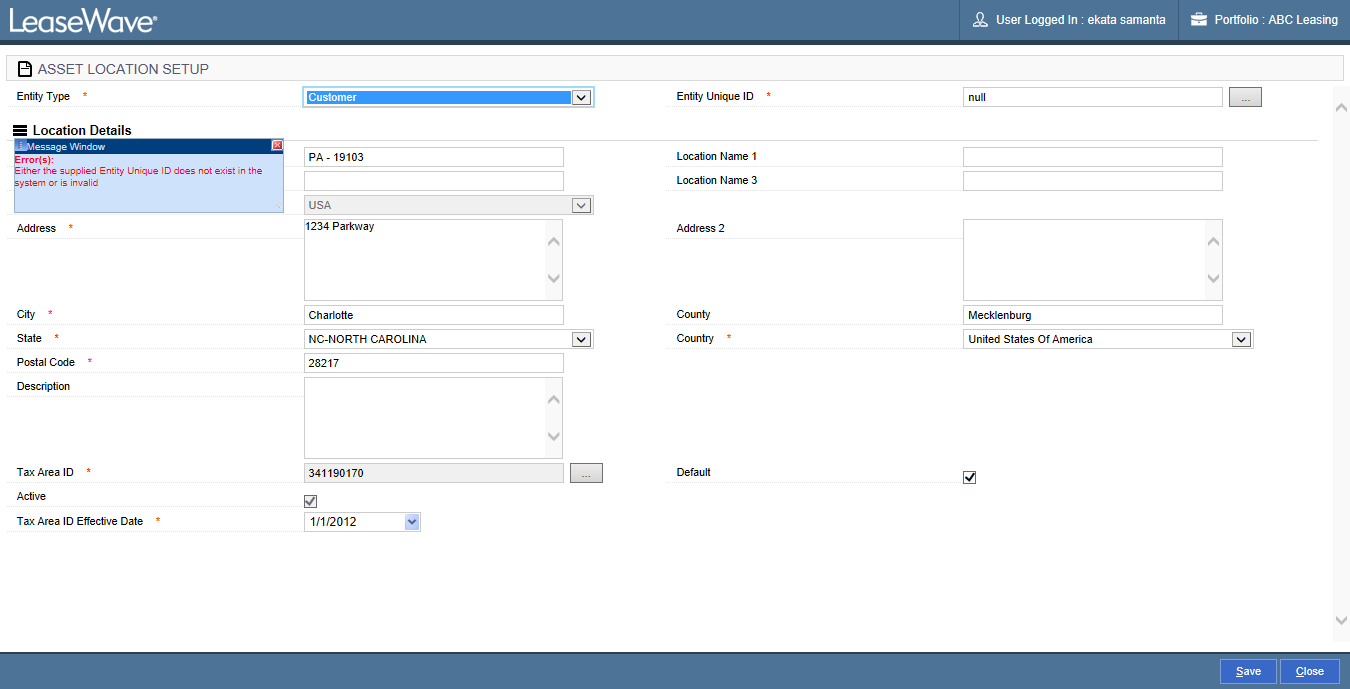 LeaseWave®
User Logged In : ekata samanta
Portfolio : ABC Leasing
ASSET LOCATION SETUP
Entity Type *
Customer
Entity Unique ID *
null
...
Location Details
Message Window
Error(s):
Either the supplied Entity Unique ID does not exist in the
system or is invalid
PA - 19103
Location Name 1
Location Name 3
USA
Address *
1234 Parkway
Address 2
City *
Charlotte
County
Mecklenburg
State *
NC-NORTH CAROLINA
Country *
United States Of America
Postal Code *
28217
Description
Tax Area ID *
341190170
...
Default
Active
Tax Area ID Effective Date *
1/1/2012
Save
Close